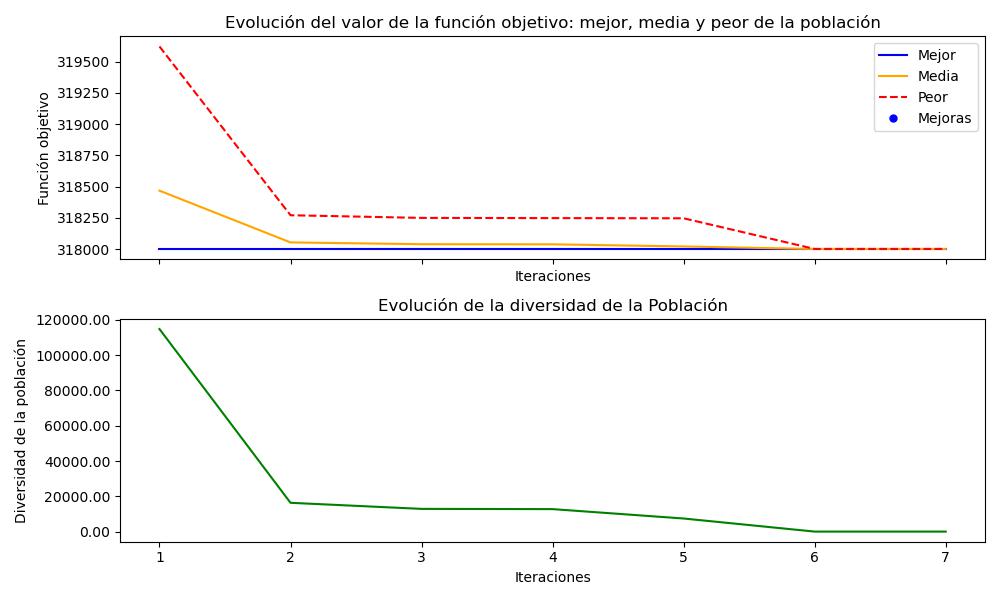 Evolución del valor de la función objetivo: mejor, media y peor de la población
Función objetivo
319500
319250
319000
318750
318500
318250
318000
Mejor
Media
Peor
Mejoras
Iteraciones
Evolución de la diversidad de la Población
Diversidad de la población
120000.00
100000.00
80000.00
60000.00
40000.00
20000.00
0.00
1 2 3 4 5 6 7
Iteraciones